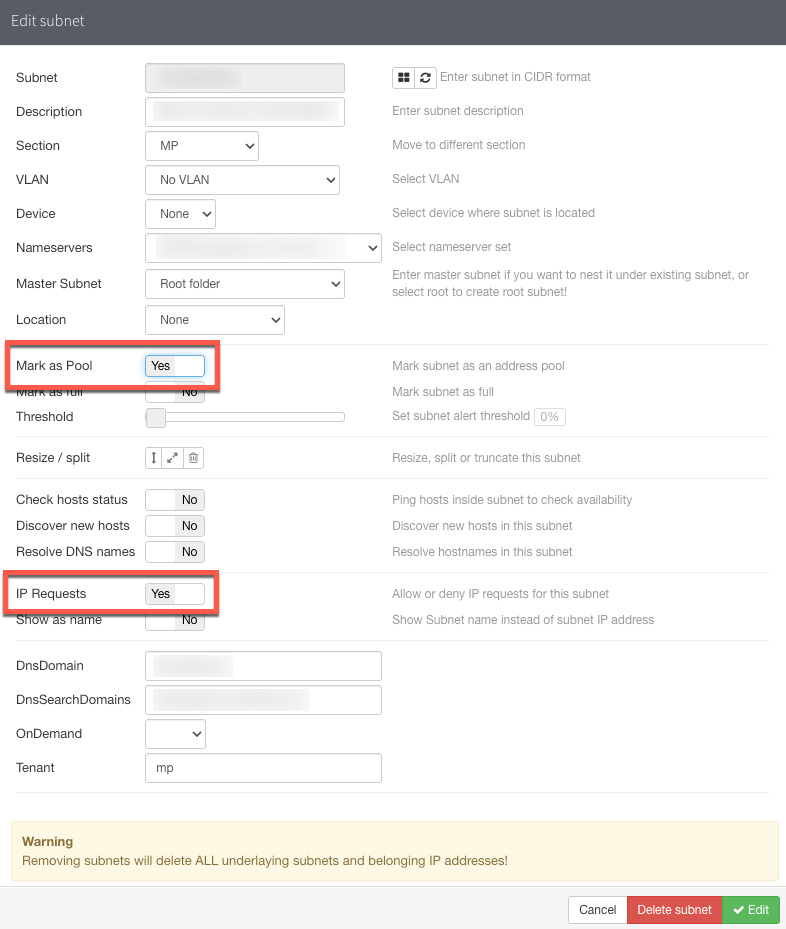 Edit subnet
Subnet Enter subnet in CIDR format
Description Enter subnet description
Section MP Move to different section
VLAN No VLAN Select VLAN
Device None Select device where subnet is located
Nameservers Select nameserver set
Master Subnet Root folder Enter master subnet if you want to nest it under existing subnet, or
select root to create root subnet!
Location None
Mark as Pool Yes Mark subnet as an address pool
Mark as full No Mark subnet as full
Threshold Set subnet alert threshold 0%
Resize / split Resize, split or truncate this subnet
Check hosts status No Ping hosts inside subnet to check availability
Discover new hosts No Discover new hosts in this subnet
Resolve DNS names No Resolve hostnames in this subnet
IP Requests Yes Allow or deny IP requests for this subnet
Show as name No Show Subnet name instead of subnet IP address
DnsDomain
DnsSearchDomains
OnDemand
Tenant mp
Warning
Removing subnets will delete ALL underlaying subnets and belonging IP addresses!
Cancel Delete subnet Edit